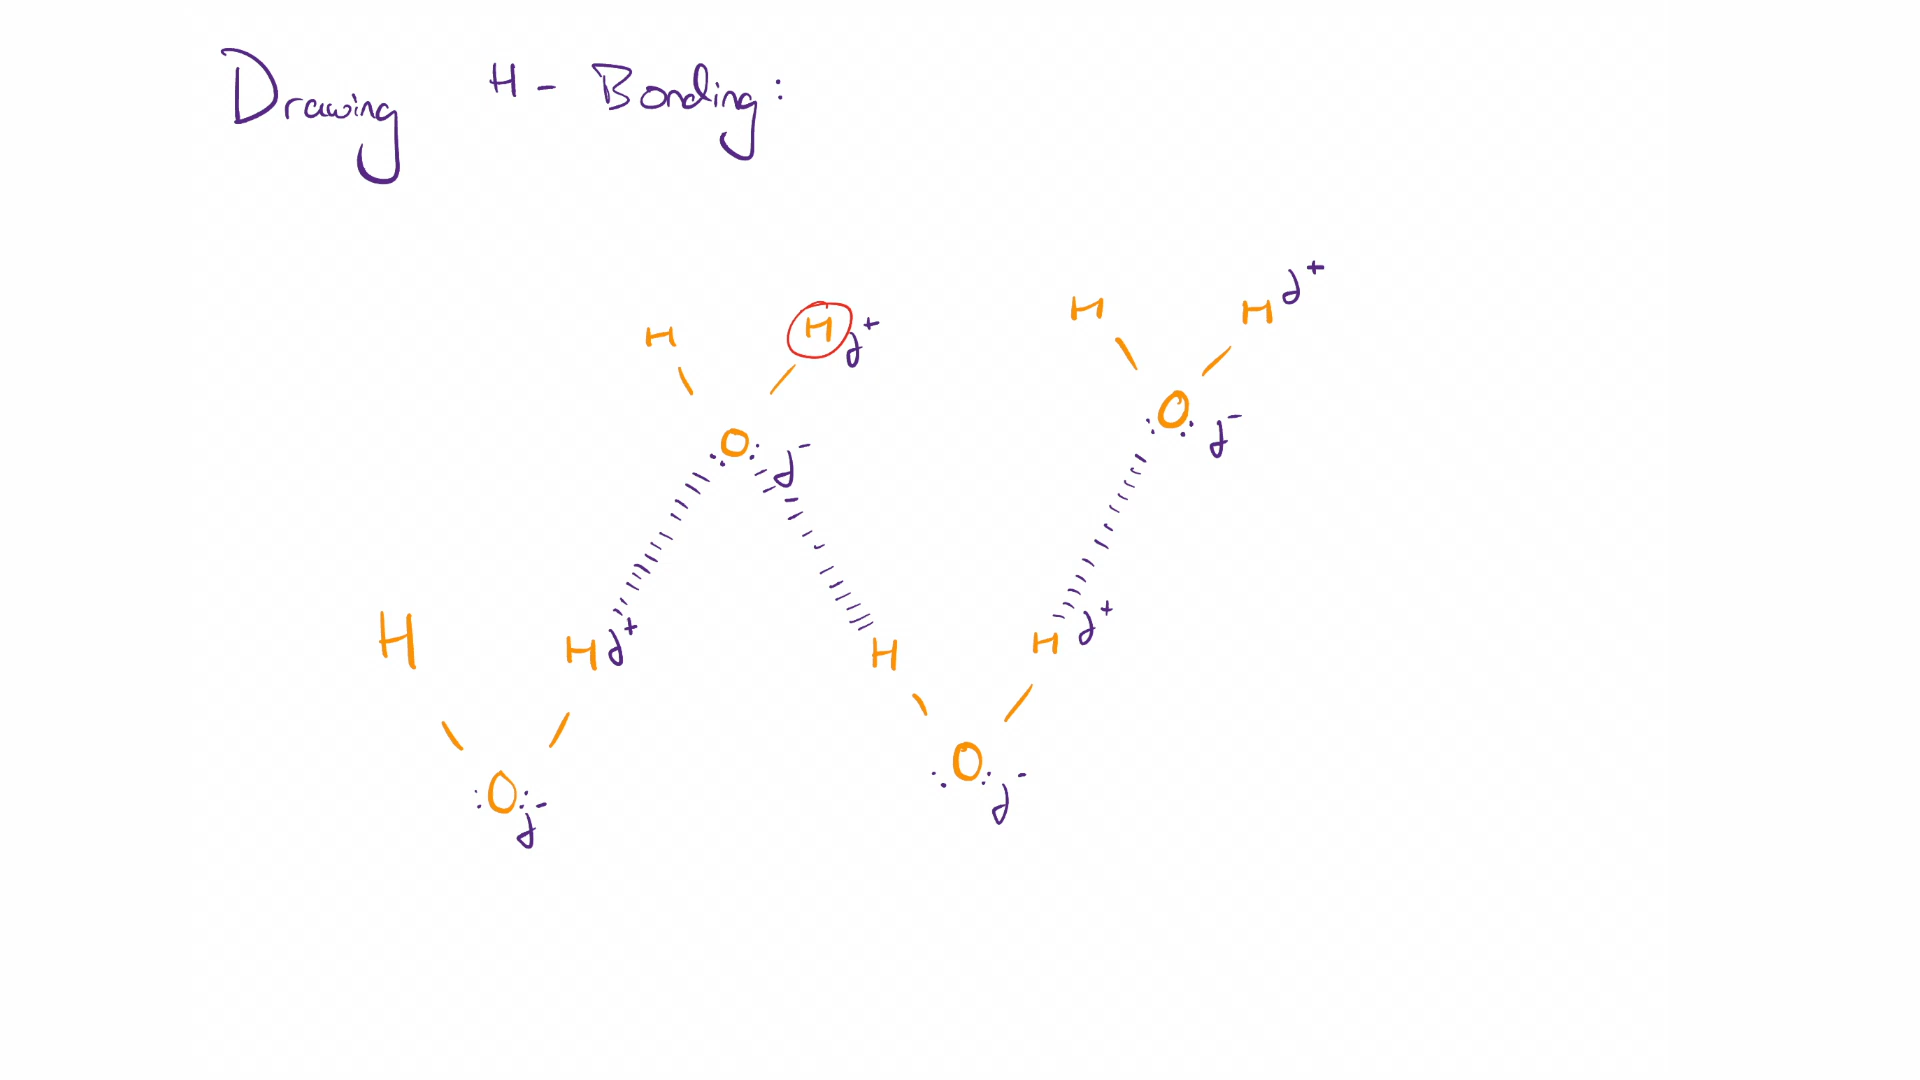 Drawing H - Bonding:
H δ+
H H δ+ H
O δ-
O δ-
H H δ+ H H δ+
O δ-
O δ-